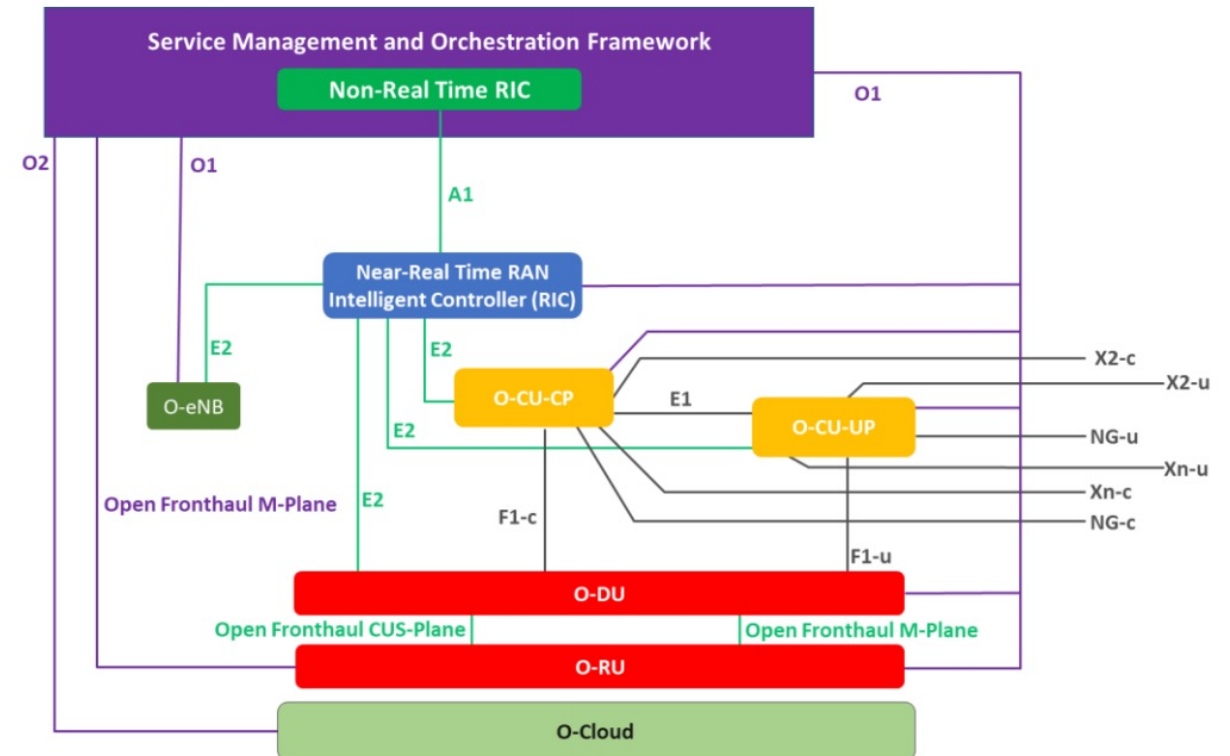 Service Management and Orchestration Framework
Non-Real Time RIC
O1
O2
O1
A1
Near-Real Time RAN
Intelligent Controller (RIC)
E2
E2
X2-c
X2-u
O-CU-CP
E1
O-eNB
O-CU-UP
E2
NG-u
Xn-u
Open Fronthaul M-Plane
E2
Xn-c
F1-c
NG-c
F1-u
O-DU
Open Fronthaul CUS-Plane
Open Fronthaul M-Plane
O-RU
O-Cloud